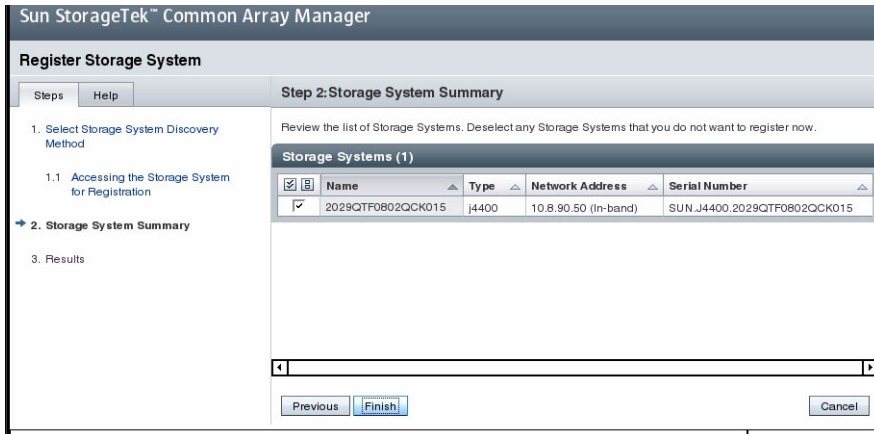 Sun StorageTek™ Common Array Manager
Register Storage System
Steps Help
1. Select Storage System Discovery
Method
1.1 Accessing the Storage System
for Registration
2. Storage System Summary
3. Results
Step 2:Storage System Summary
Review the list of Storage Systems. Deselect any Storage Systems that you do not want to register now.
Storage Systems (1)
Name Type Network Address Serial Number
2029QTF0802QCK015 j4400 10.8.90.50 (In-band) SUN.J4400.2029QTF0802QCK015
Previous Finish Cancel